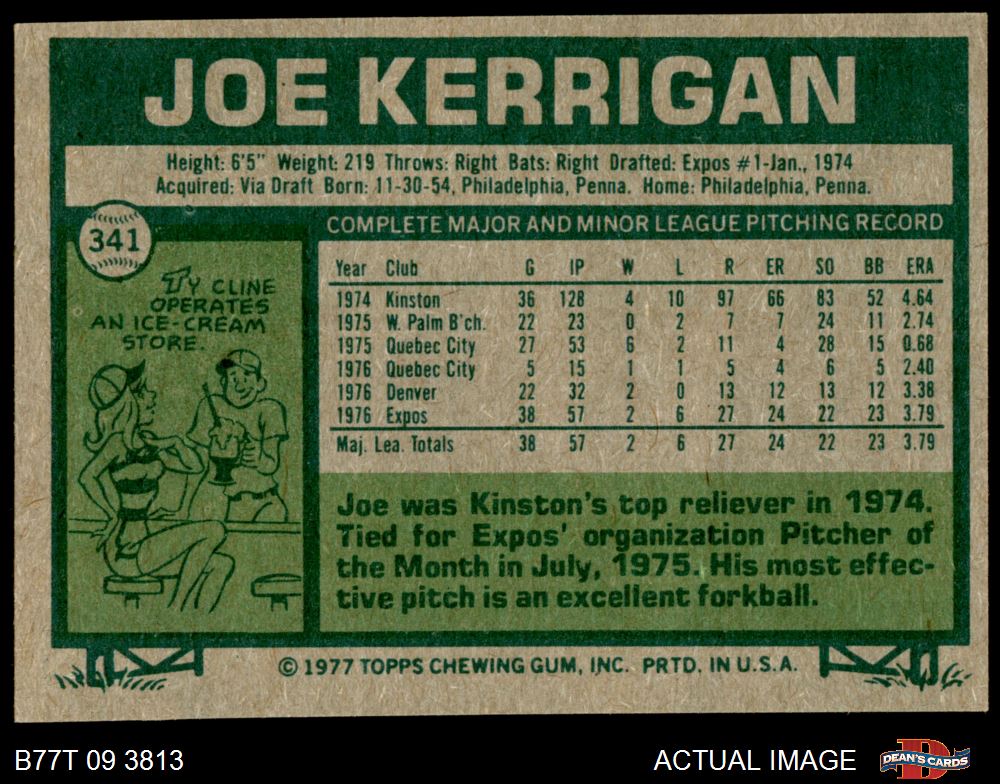 JOE KERRIGAN
Height: 6'5" Weight: 219 Throws: Right Bats: Right Drafted: Expos #1-Jan., 1974
Acquired: Via Draft Born: 11-30-54, Philadelphia, Penna. Home: Philadelphia, Penna.
341
TY CLINE
OPERATES
AN ICE-CREAM
STORE.
COMPLETE MAJOR AND MINOR LEAGUE PITCHING RECORD
Year Club G IP W L R ER SO BB ERA
1974 Kinston 36 128 4 10 97 66 83 52 4.64
1975 W. Palm B'ch. 22 23 0 2 7 7 24 11 2.74
1975 Quebec City 27 53 6 2 11 4 28 15 0.68
1976 Quebec City 5 15 1 1 5 4 6 5 2.40
1976 Denver 22 32 2 0 13 12 13 12 3.38
1976 Expos 38 57 2 6 27 24 22 23 3.79
Maj. Lea. Totals 38 57 2 6 27 24 22 23 3.79
Joe was Kinston's top reliever in 1974.
Tied for Expos' organization Pitcher of
the Month in July, 1975. His most effec-
tive pitch is an excellent forkball.
© 1977 TOPPS CHEWING GUM, INC. PRTD. IN U.S.A.
B77T 09 3813
ACTUAL IMAGE
D
DEAN'S CARDS